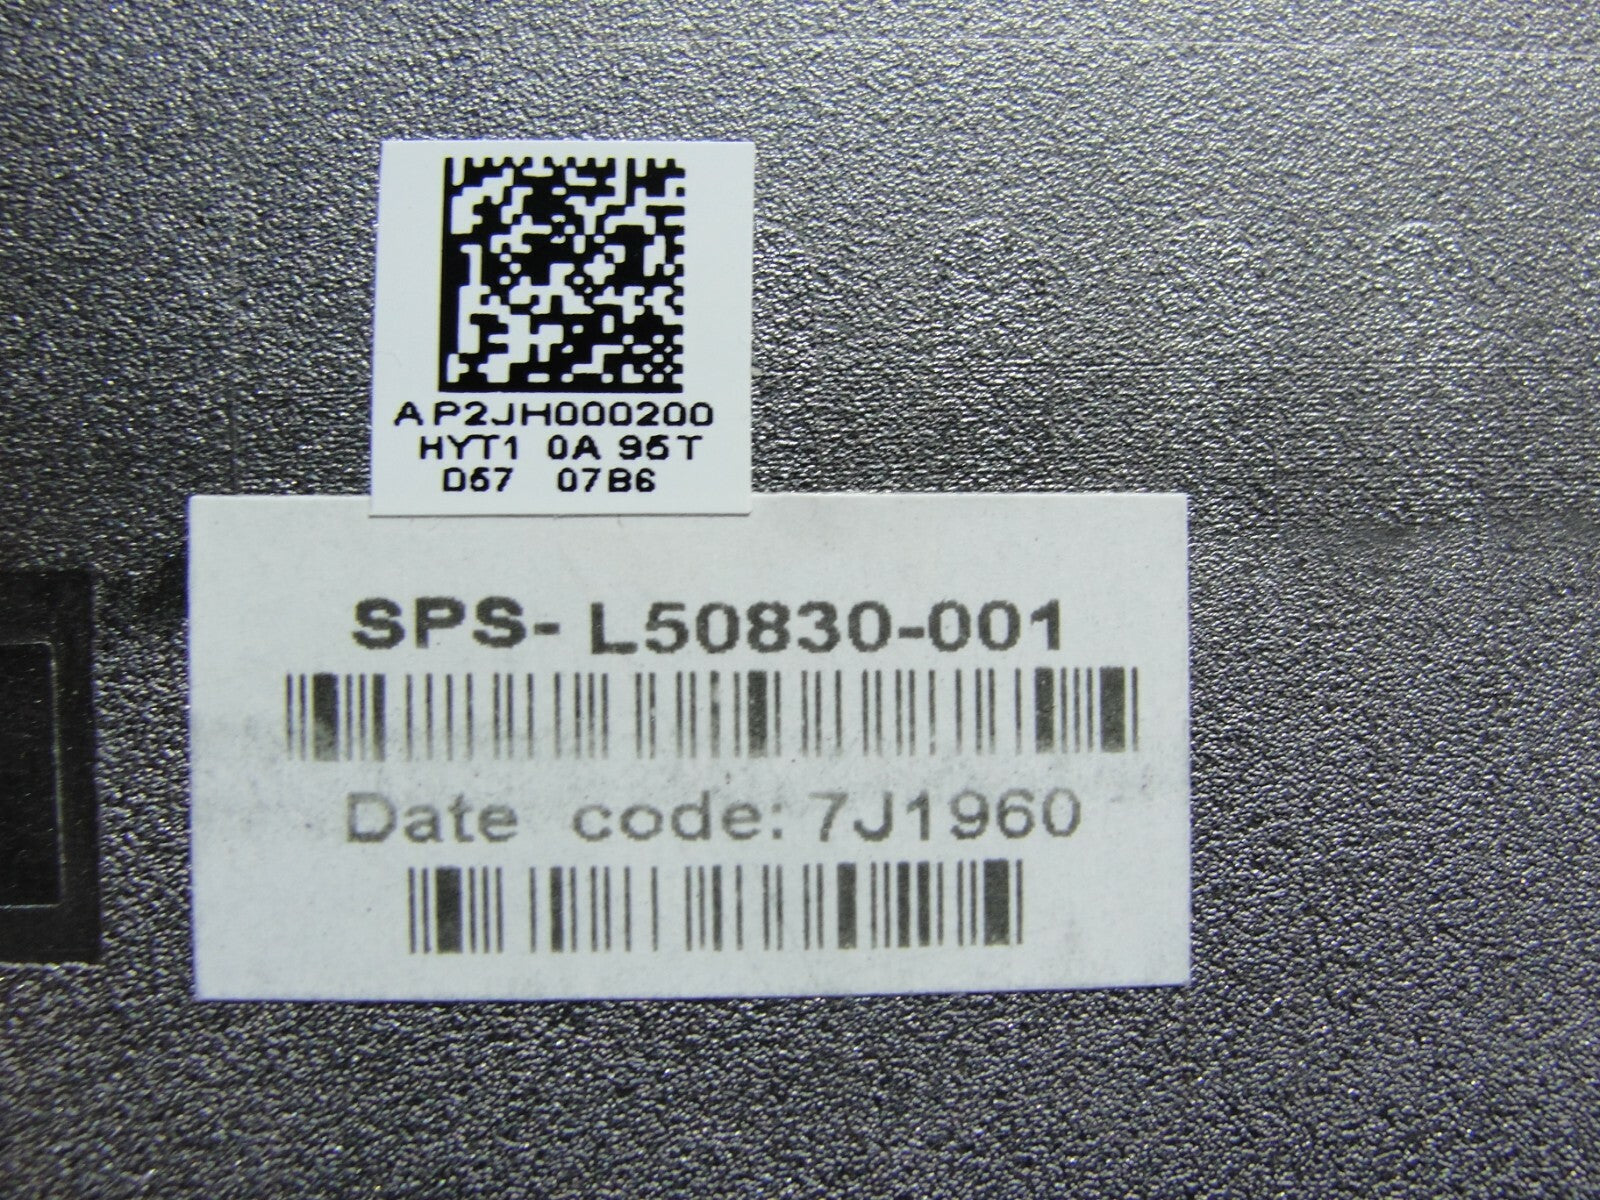 AP2JH000200
HYT1 0A 95T
D57 07B6
SPS- L50830-001
Date code: 7J1960